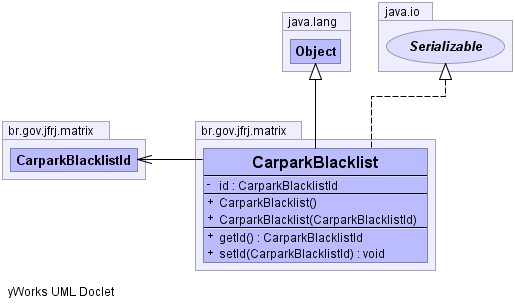 java.lang
Object
java.io
Serializable
br.gov.jfrj.matrix
CarparkBlacklistId
br.gov.jfrj.matrix
CarparkBlacklist
- id : CarparkBlacklistId
+ CarparkBlacklist()
+ CarparkBlacklist(CarparkBlacklistId)
+ getId() : CarparkBlacklistId
+ setId(CarparkBlacklistId) : void
yWorks UML Doclet